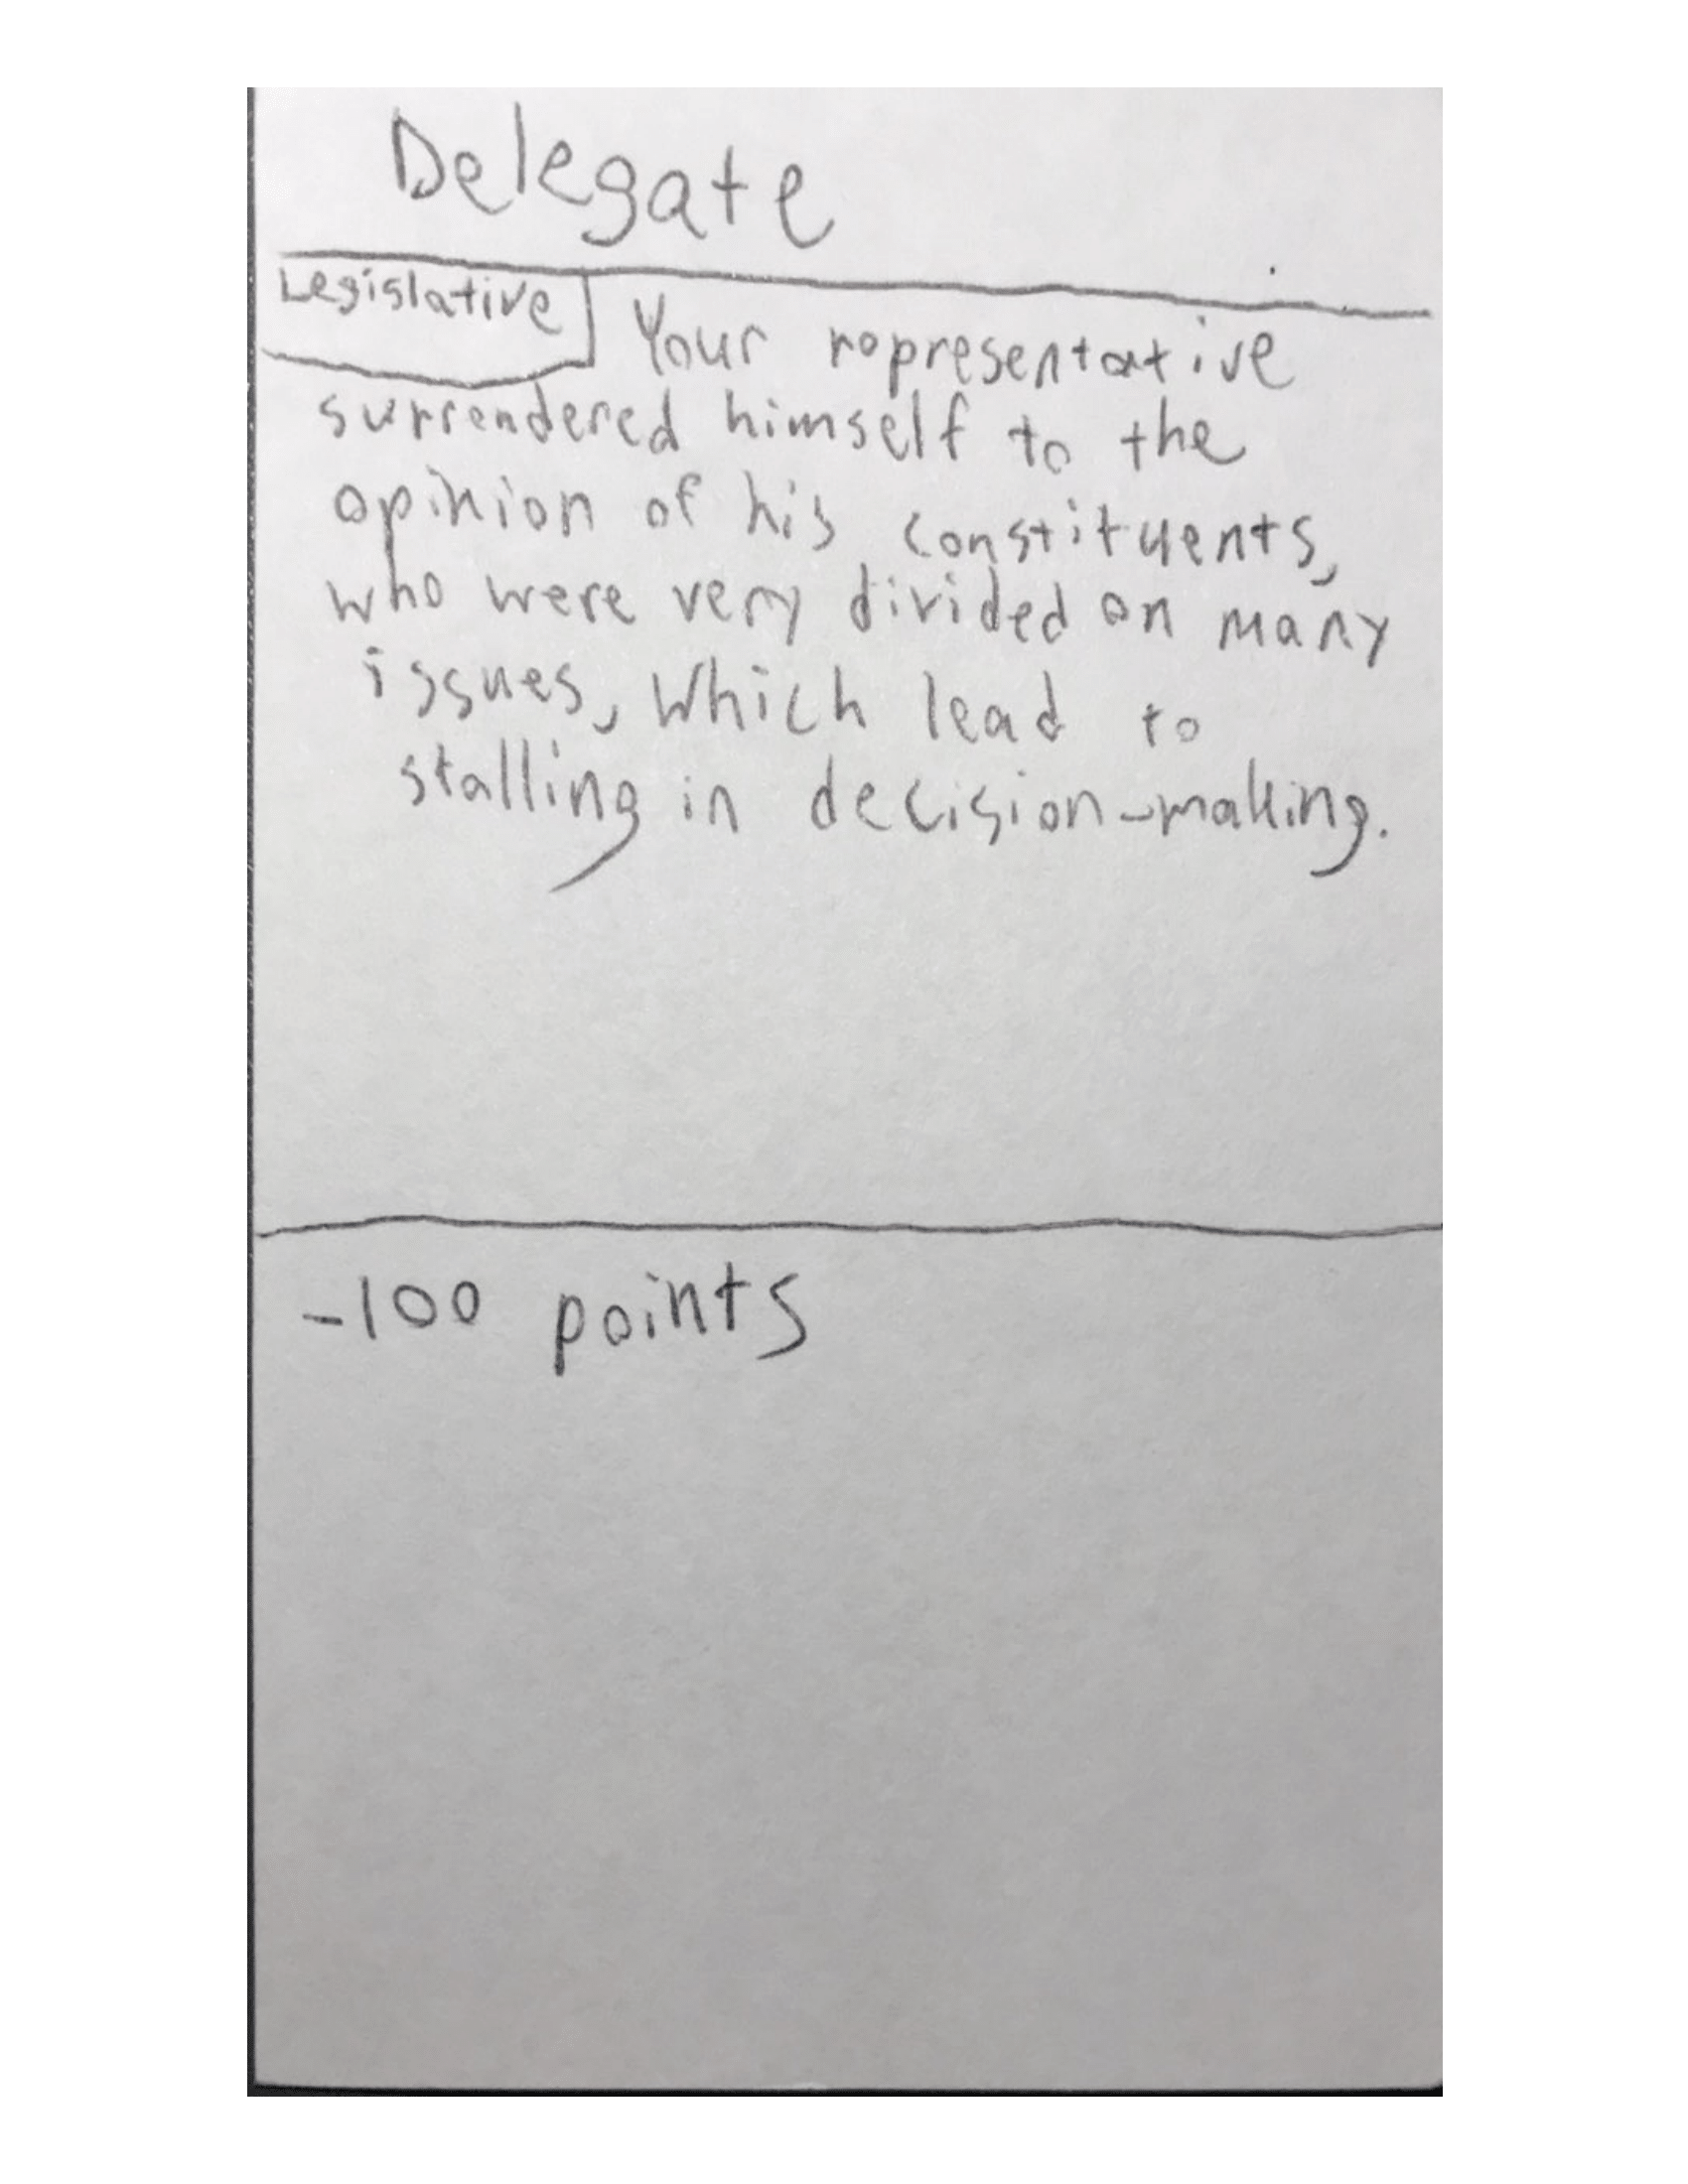 Delegate
Legislative
Your representative
surrendered himself to the
opinion of his constituents,
who were very divided on many
issues, Which lead to
stalling in decision-making.
-100 points